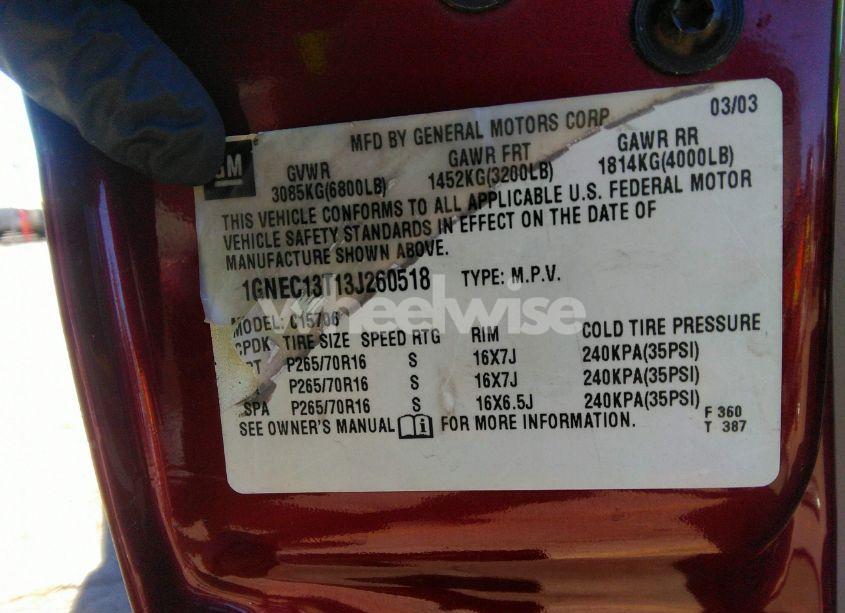 03/03
MFD BY GENERAL MOTORS CORP
GM
GVWR GAWR FRT GAWR RR
3085KG(6800LB) 1452KG(3200LB) 1814KG(4000LB)
THIS VEHICLE CONFORMS TO ALL APPLICABLE U.S. FEDERAL MOTOR
VEHICLE SAFETY STANDARDS IN EFFECT ON THE DATE OF
MANUFACTURE SHOWN ABOVE.
1GNEC13T13J260518 TYPE: M.P.V.
wheelwise
MODEL: C15706
CPDK TIRE SIZE SPEED RTG RIM COLD TIRE PRESSURE
P265/70R16 S 16X7J 240KPA(35PSI)
P265/70R16 S 16X7J 240KPA(35PSI)
SPA P265/70R16 S 16X6.5J 240KPA(35PSI)
SEE OWNER'S MANUAL i FOR MORE INFORMATION.
F 360
T 387